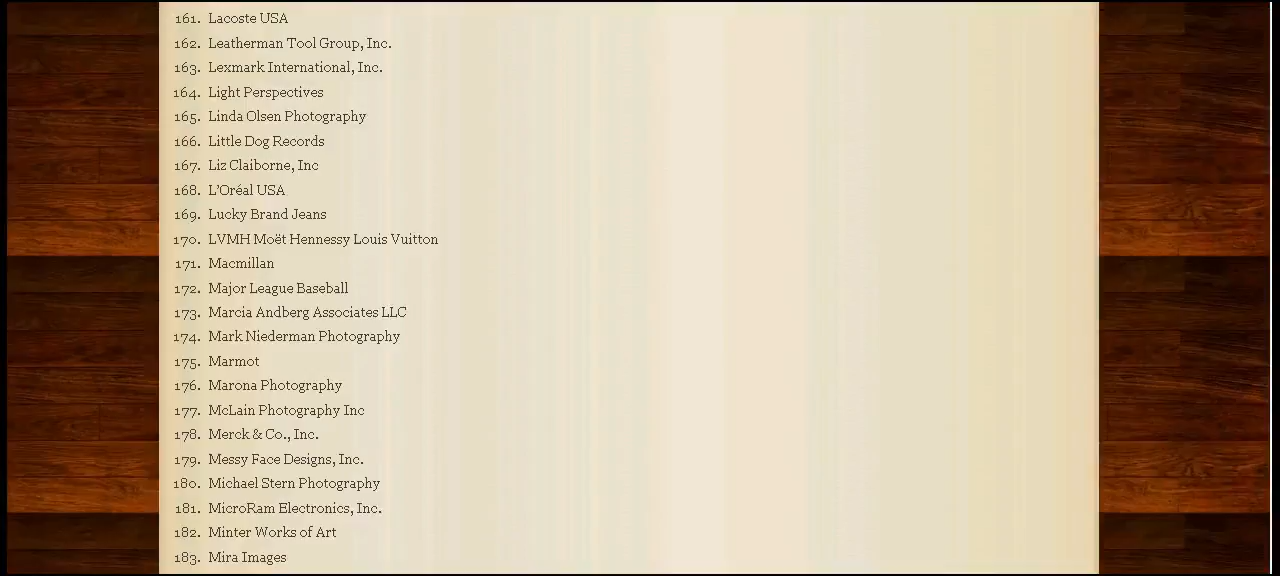 161. Lacoste USA
162. Leatherman Tool Group, Inc.
163. Lexmark International, Inc.
164. Light Perspectives
165. Linda Olsen Photography
166. Little Dog Records
167. Liz Claiborne, Inc
168. L'Oréal USA
169. Lucky Brand Jeans
170. LVMH Moët Hennessy Louis Vuitton
171. Macmillan
172. Major League Baseball
173. Marcia Andberg Associates LLC
174. Mark Niederman Photography
175. Marmot
176. Marona Photography
177. McLain Photography Inc
178. Merck & Co., Inc.
179. Messy Face Designs, Inc.
180. Michael Stern Photography
181. MicroRam Electronics, Inc.
182. Minter Works of Art
183. Mira Images